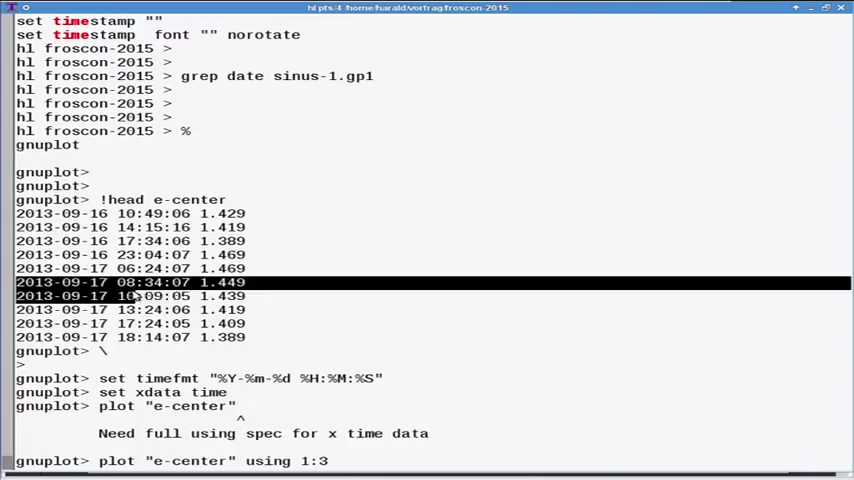 hl pts/4 /home/harald/vortrag/froscon-2015
set timestamp ""
set timestamp  font "" norotate
hl froscon-2015 >
hl froscon-2015 >
hl froscon-2015 > grep date sinus-1.gp1
hl froscon-2015 >
hl froscon-2015 >
hl froscon-2015 >
hl froscon-2015 > %
gnuplot
gnuplot>
gnuplot>
gnuplot> !head e-center
2013-09-16 10:49:06 1.429
2013-09-16 14:15:16 1.419
2013-09-16 17:34:06 1.389
2013-09-16 23:04:07 1.469
2013-09-17 06:24:07 1.469
2013-09-17 08:34:07 1.449
2013-09-17 10:09:05 1.439
2013-09-17 13:24:06 1.419
2013-09-17 17:24:05 1.409
2013-09-17 18:14:07 1.389
gnuplot> \
>
gnuplot> set timefmt "%Y-%m-%d %H:%M:%S"
gnuplot> set xdata time
gnuplot> plot "e-center"
^
Need full using spec for x time data
gnuplot> plot "e-center" using 1:3